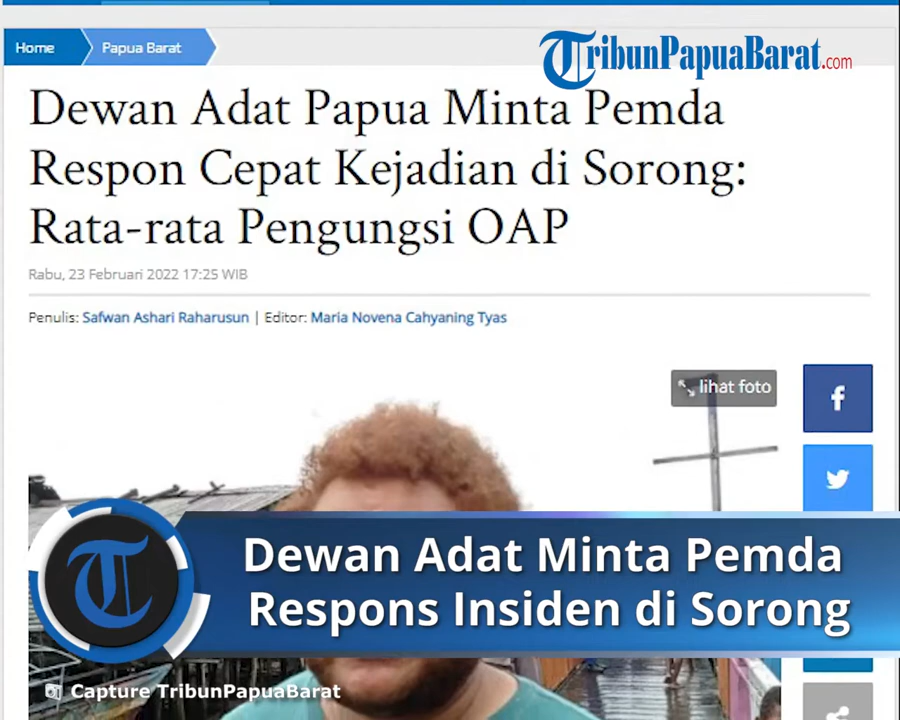 Home
Papua Barat
TribunPapuaBarat.com
Dewan Adat Papua Minta Pemda
Respon Cepat Kejadian di Sorong:
Rata-rata Pengungsi OAP
Rabu, 23 Februari 2022 17:25 WIB
Penulis: Safwan Ashari Raharusun | Editor: Maria Novena Cahyaning Tyas
lihat foto
f
T
Dewan Adat Minta Pemda
Respons Insiden di Sorong
Capture TribunPapuaBarat